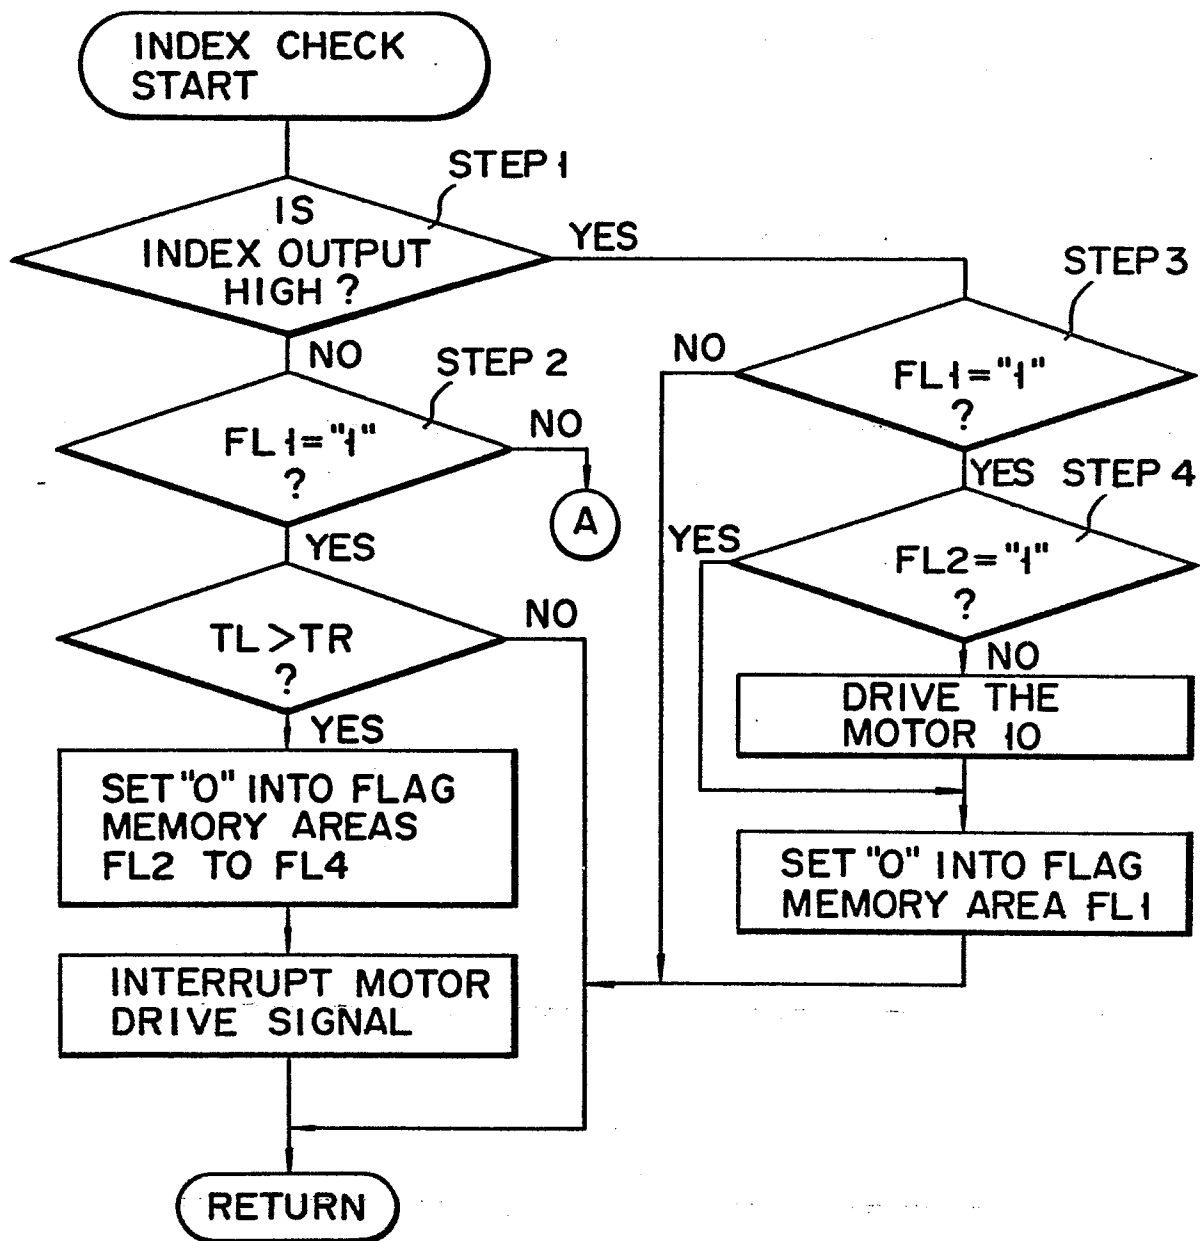 INDEX CHECK
START
STEP 1
IS
INDEX OUTPUT
HIGH ?
YES
NO
STEP 2
FL1="1"
?
NO
A
YES
TL>TR
?
NO
YES
SET "0" INTO FLAG
MEMORY AREAS
FL2 TO FL4
INTERRUPT MOTOR
DRIVE SIGNAL
RETURN
STEP 3
NO
FL1="1"
?
YES
STEP 4
YES
FL2="1"
?
NO
DRIVE THE
MOTOR 10
SET "0" INTO FLAG
MEMORY AREA FL1